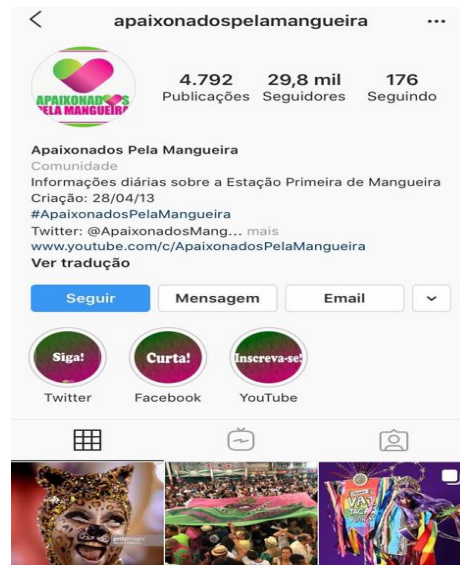 apaixonadospelamangueira
APAIXONAD S
PELA MANGUEIRA
4.792 29,8 mil 176
Publicações Seguidores Seguindo
Apaixonados Pela Mangueira
Comunidade
Informações diárias sobre a Estação Primeira de Mangueira
Criação: 28/04/13
#ApaixonadosPelaMangueira
Twitter: @ApaixonadosMang... mais
www.youtube.com/c/ApaixonadosPelaMangueira
Ver tradução
Seguir Mensagem Email
Siga! Curta! Inscreva-se!
Twitter Facebook YouTube